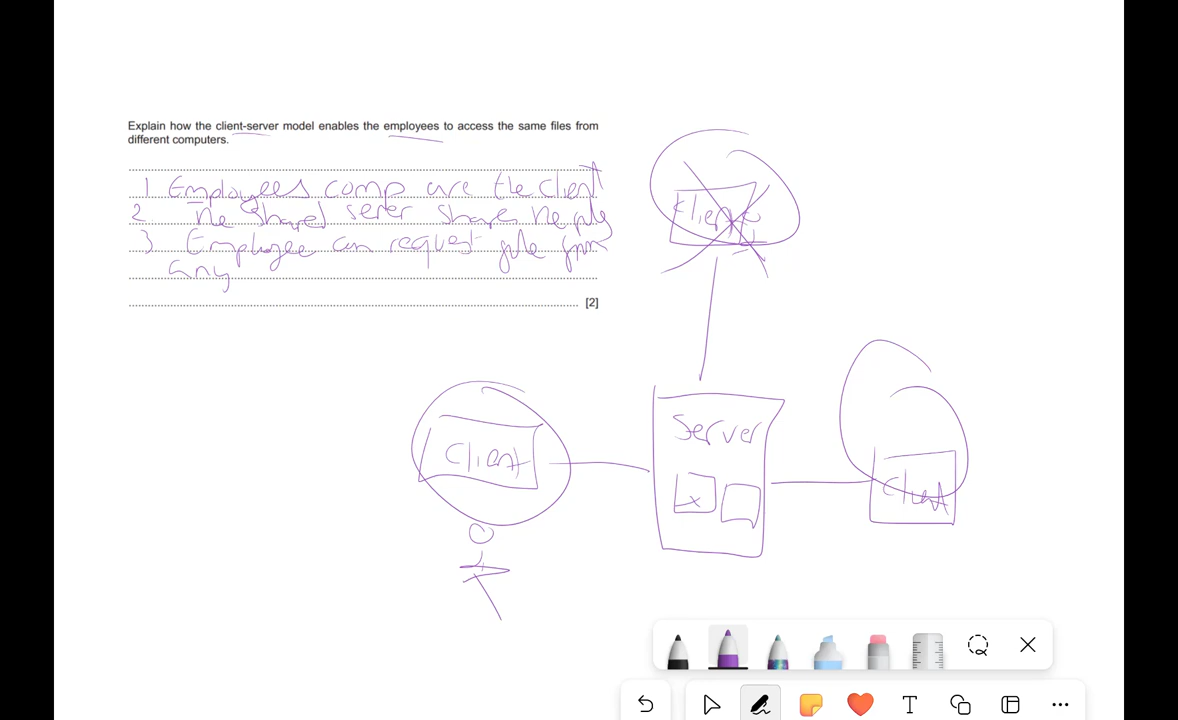 Explain how the client-server model enables the employees to access the same files from
different computers.
1 Employees comp are the client
2 The shared server shares the file
3 Employee can request file from
any
[2]
Client
Server
Client
x
Client
T